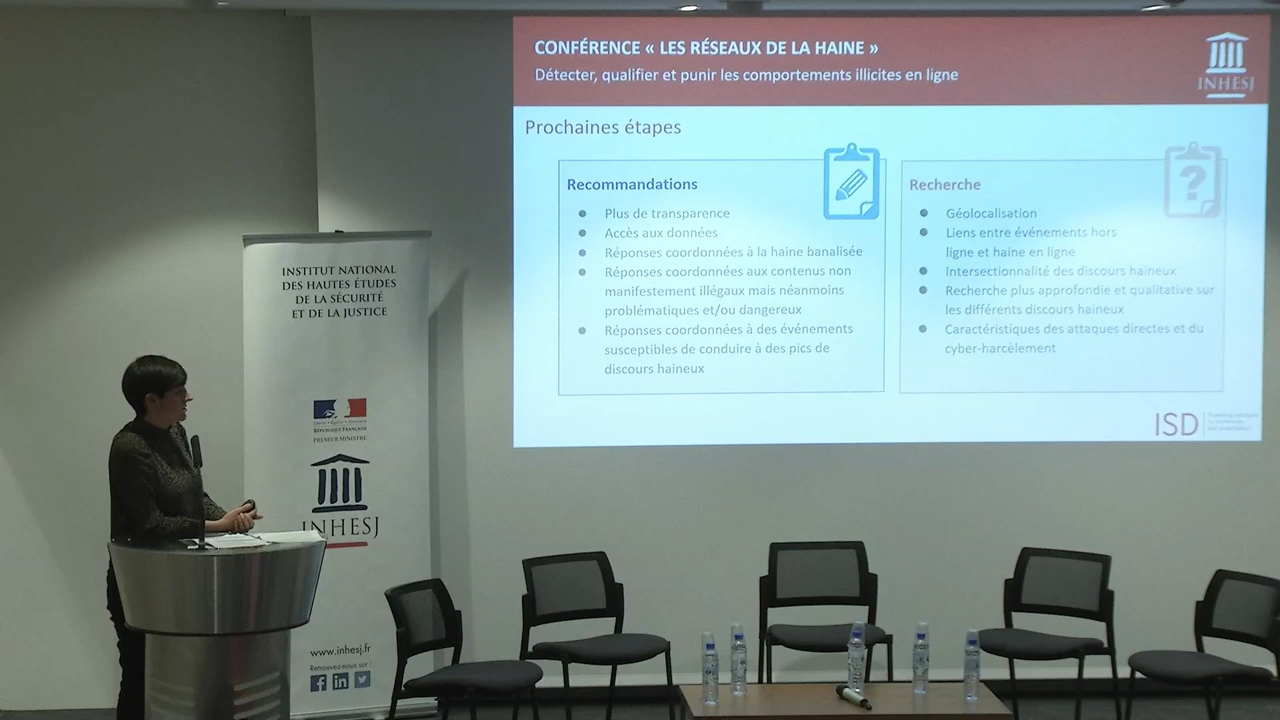 CONFÉRENCE « LES RÉSEAUX DE LA HAINE »
Détecter, qualifier et punir les comportements illicites en ligne
INHESJ
Prochaines étapes
Recommandations
● Plus de transparence
● Accès aux données
● Réponses coordonnées à la haine banalisée
● Réponses coordonnées aux contenus non
manifestement illégaux mais néanmoins
problématiques et/ou dangereux
● Réponses coordonnées à des événements
susceptibles de conduire à des pics de
discours haineux
?
Recherche
● Géolocalisation
● Liens entre événements hors
ligne et haine en ligne
● Intersectionnalité des discours haineux
● Recherche plus approfondie et qualitative sur
les différents discours haineux
● Caractéristiques des attaques directes et du
cyber-harcèlement
ISD
INSTITUT NATIONAL
DES HAUTES ÉTUDES
DE LA SÉCURITÉ
ET DE LA JUSTICE
RÉPUBLIQUE FRANÇAISE
PREMIER MINISTRE
INHESJ
www.inhesj.fr
Retrouvez-nous sur :
f in